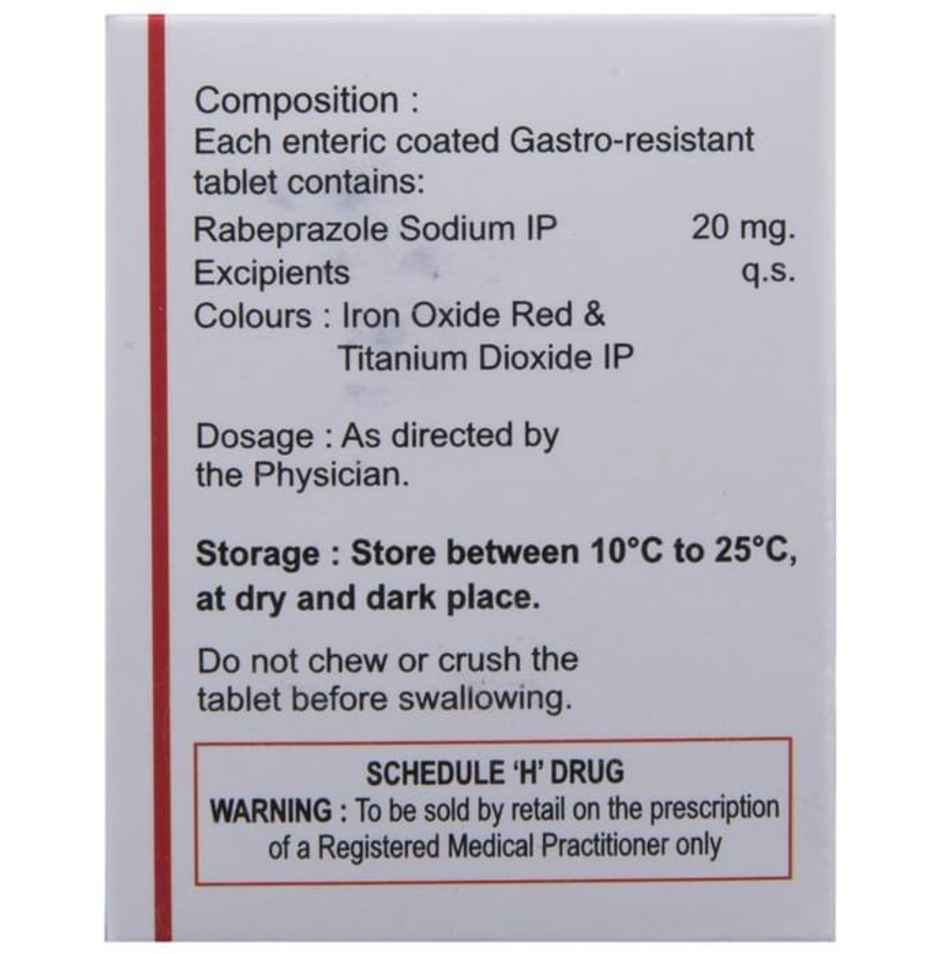 Composition :
Each enteric coated Gastro-resistant
tablet contains:
Rabeprazole Sodium IP 20 mg.
Excipients q.s.
Colours : Iron Oxide Red &
Titanium Dioxide IP
Dosage : As directed by
the Physician.
Storage : Store between 10°C to 25°C,
at dry and dark place.
Do not chew or crush the
tablet before swallowing.
SCHEDULE ‘H’ DRUG
WARNING : To be sold by retail on the prescription
of a Registered Medical Practitioner only